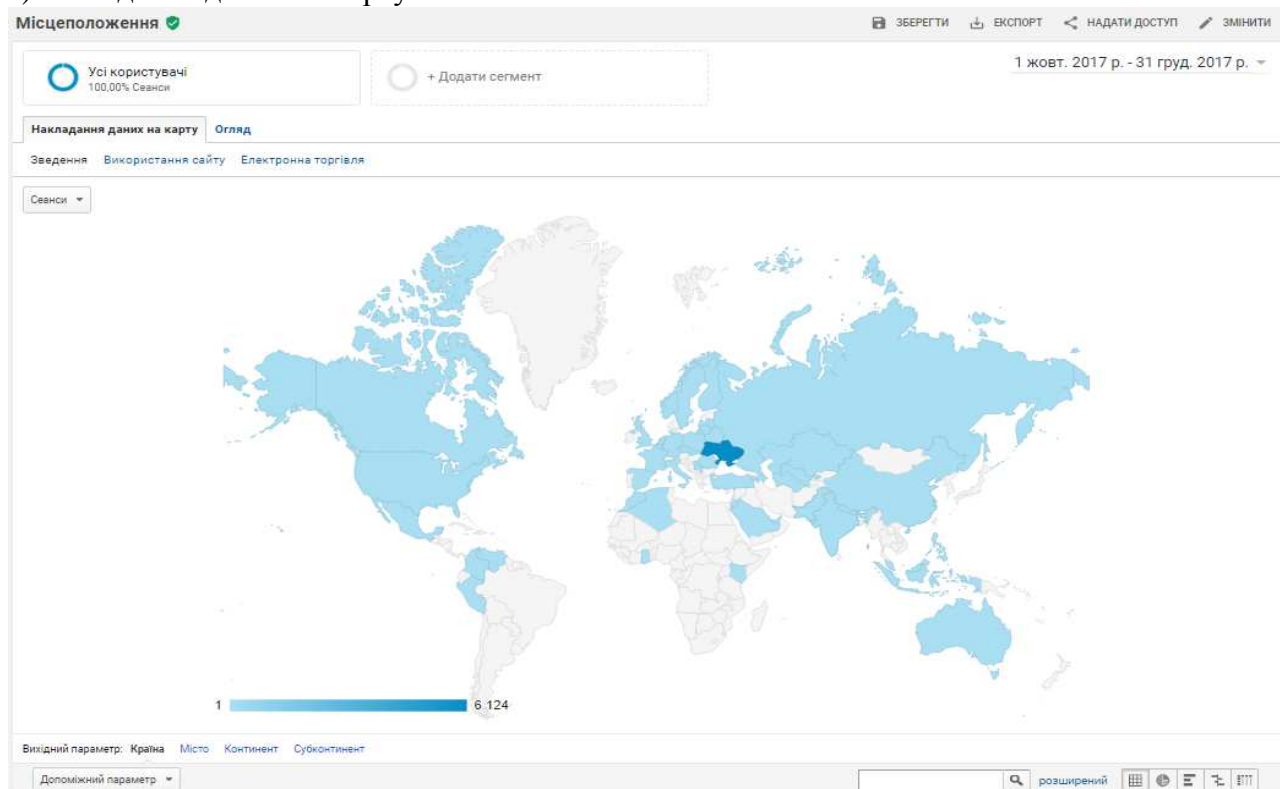 Місцеположення
ЗБЕРЕГТИ ЕКСПОРТ НАДАТИ ДОСТУП ЗМІНИТИ
Усі користувачі
100,00% Сеанси
+ Додати сегмент
1 жовт. 2017 р. - 31 груд. 2017 р.
Накладання даних на карту Огляд
Зведення Використання сайту Електронна торгівля
Сеанси
1 6 124
Вихідний параметр: Країна Місто Континент Субконтинент
Допоміжний параметр розширений